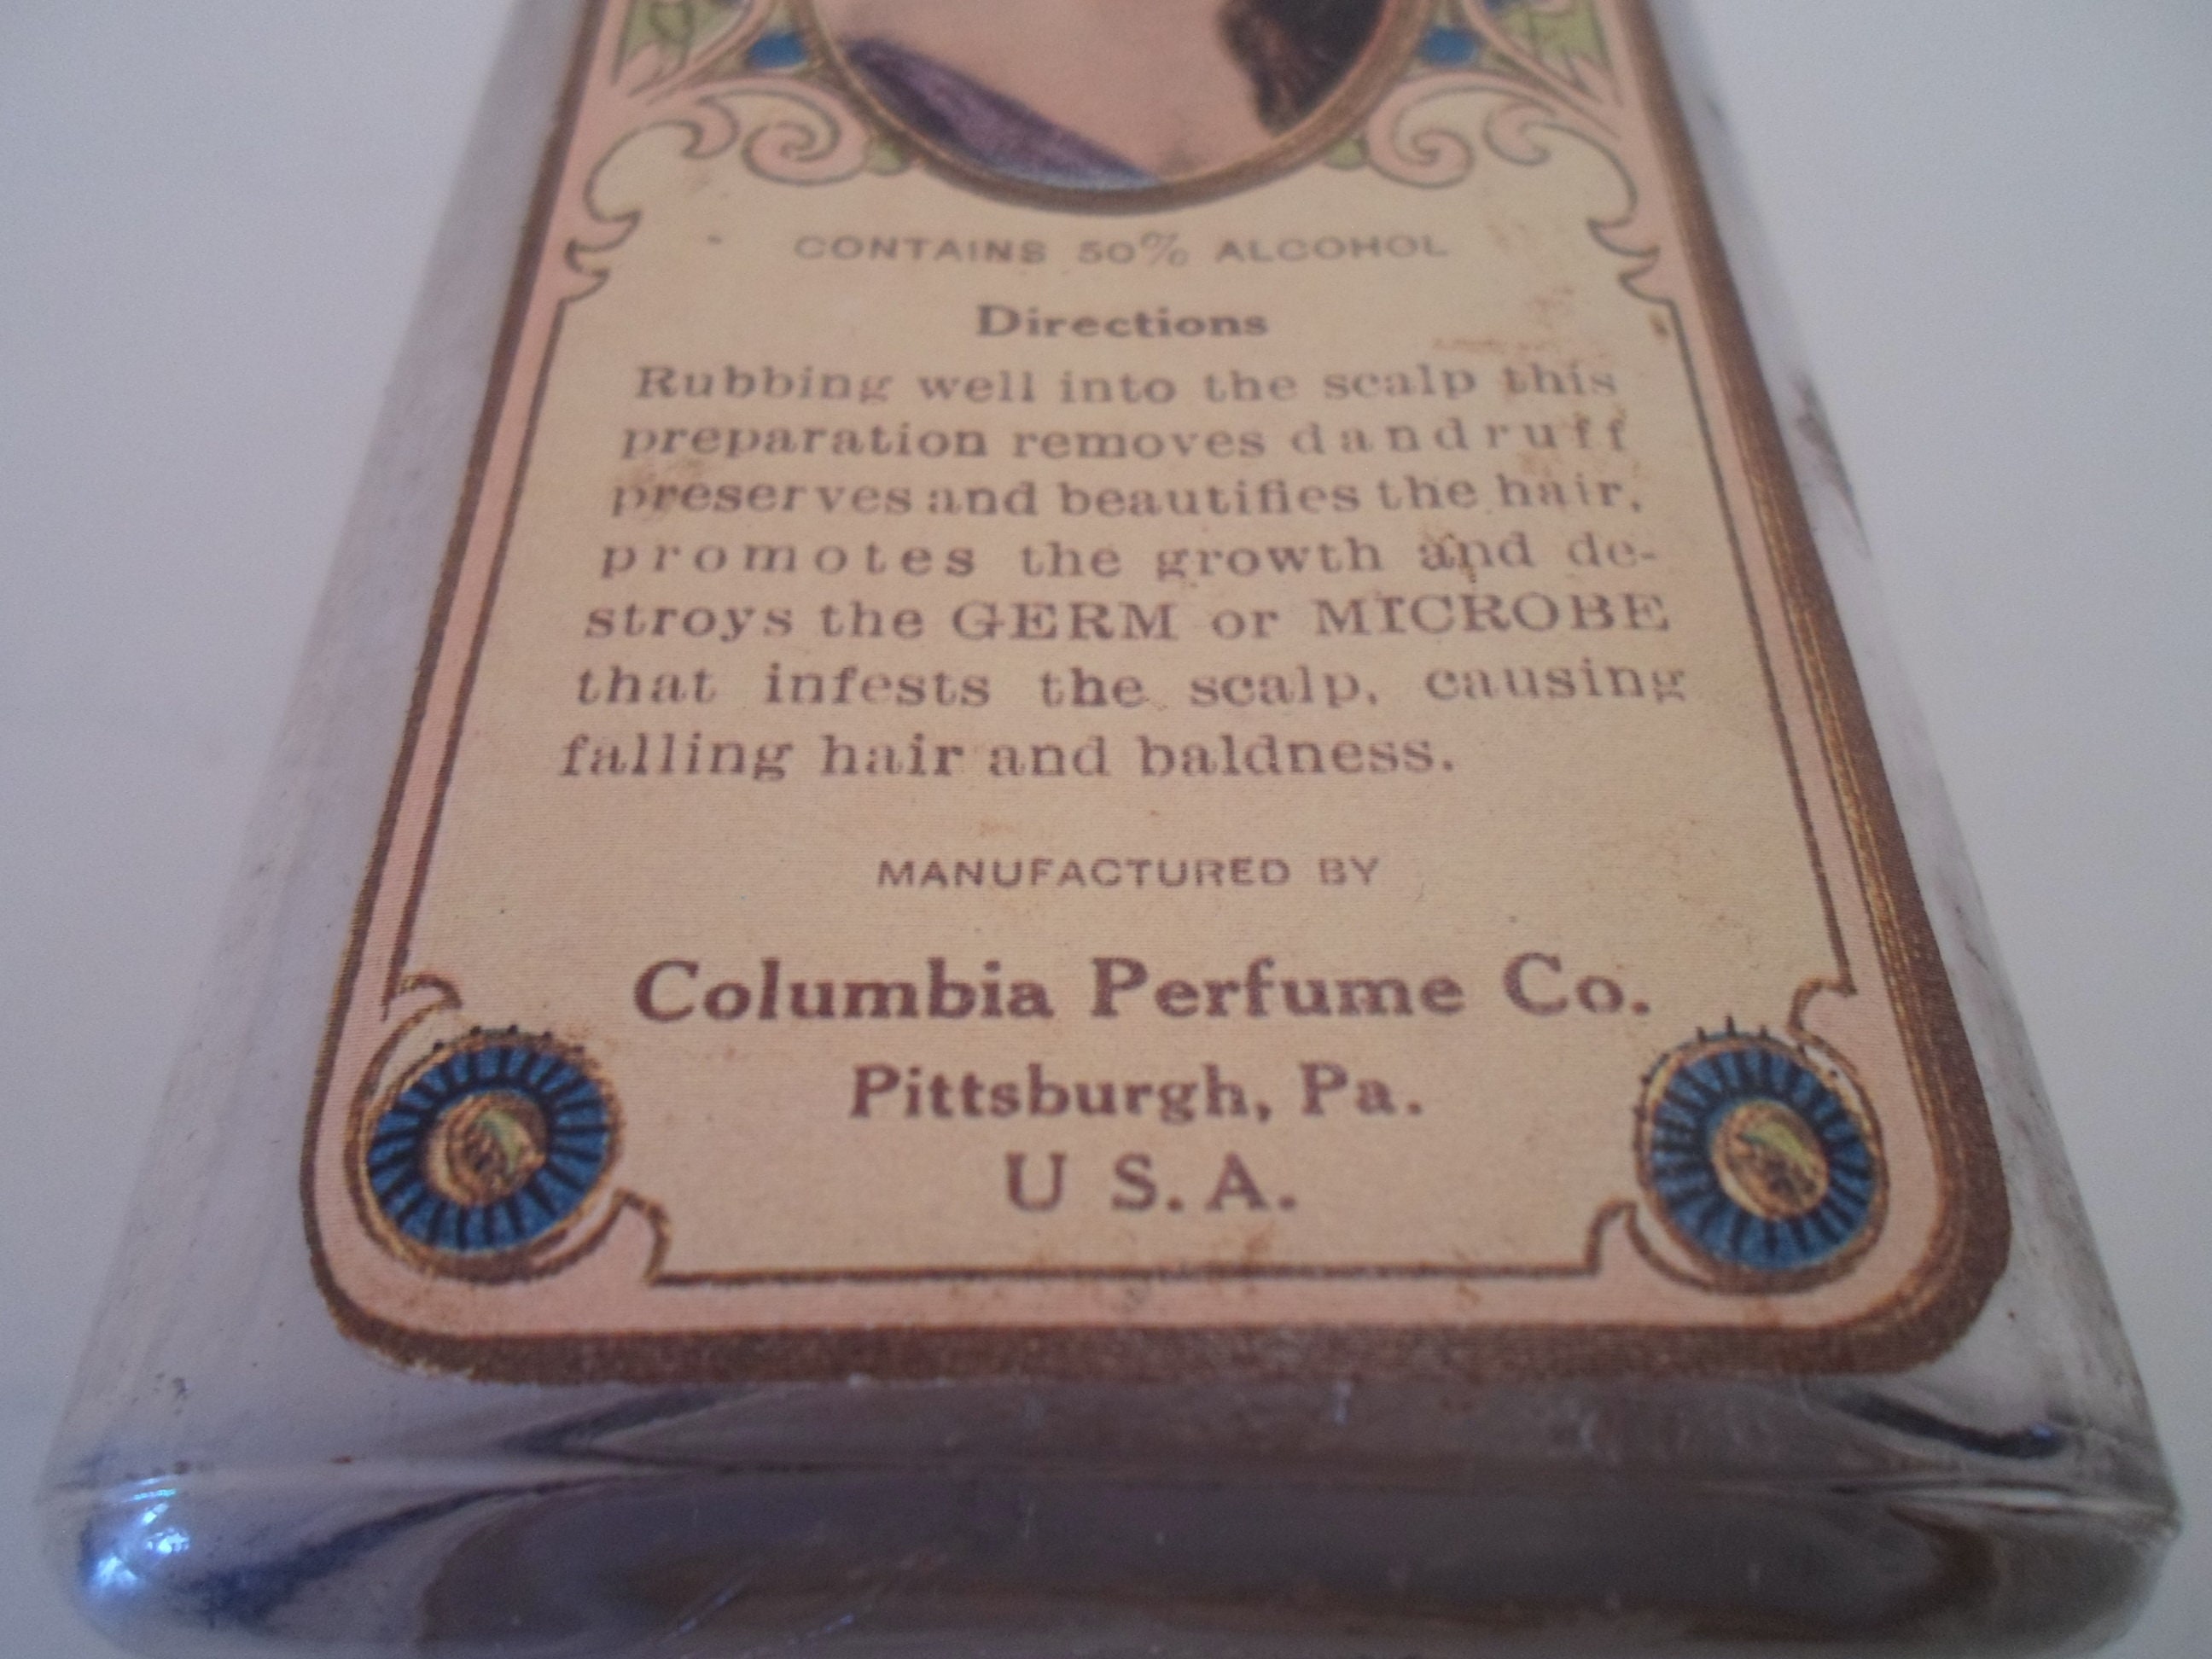 CONTAINS 50% ALCOHOL
Directions
Rubbing well into the scalp this
preparation removes dandruff
preserves and beautifies the hair,
promotes the growth and de-
stroys the GERM or MICROBE
that infests the scalp, causing
falling hair and baldness.
MANUFACTURED BY
Columbia Perfume Co.
Pittsburgh, Pa.
U S. A.